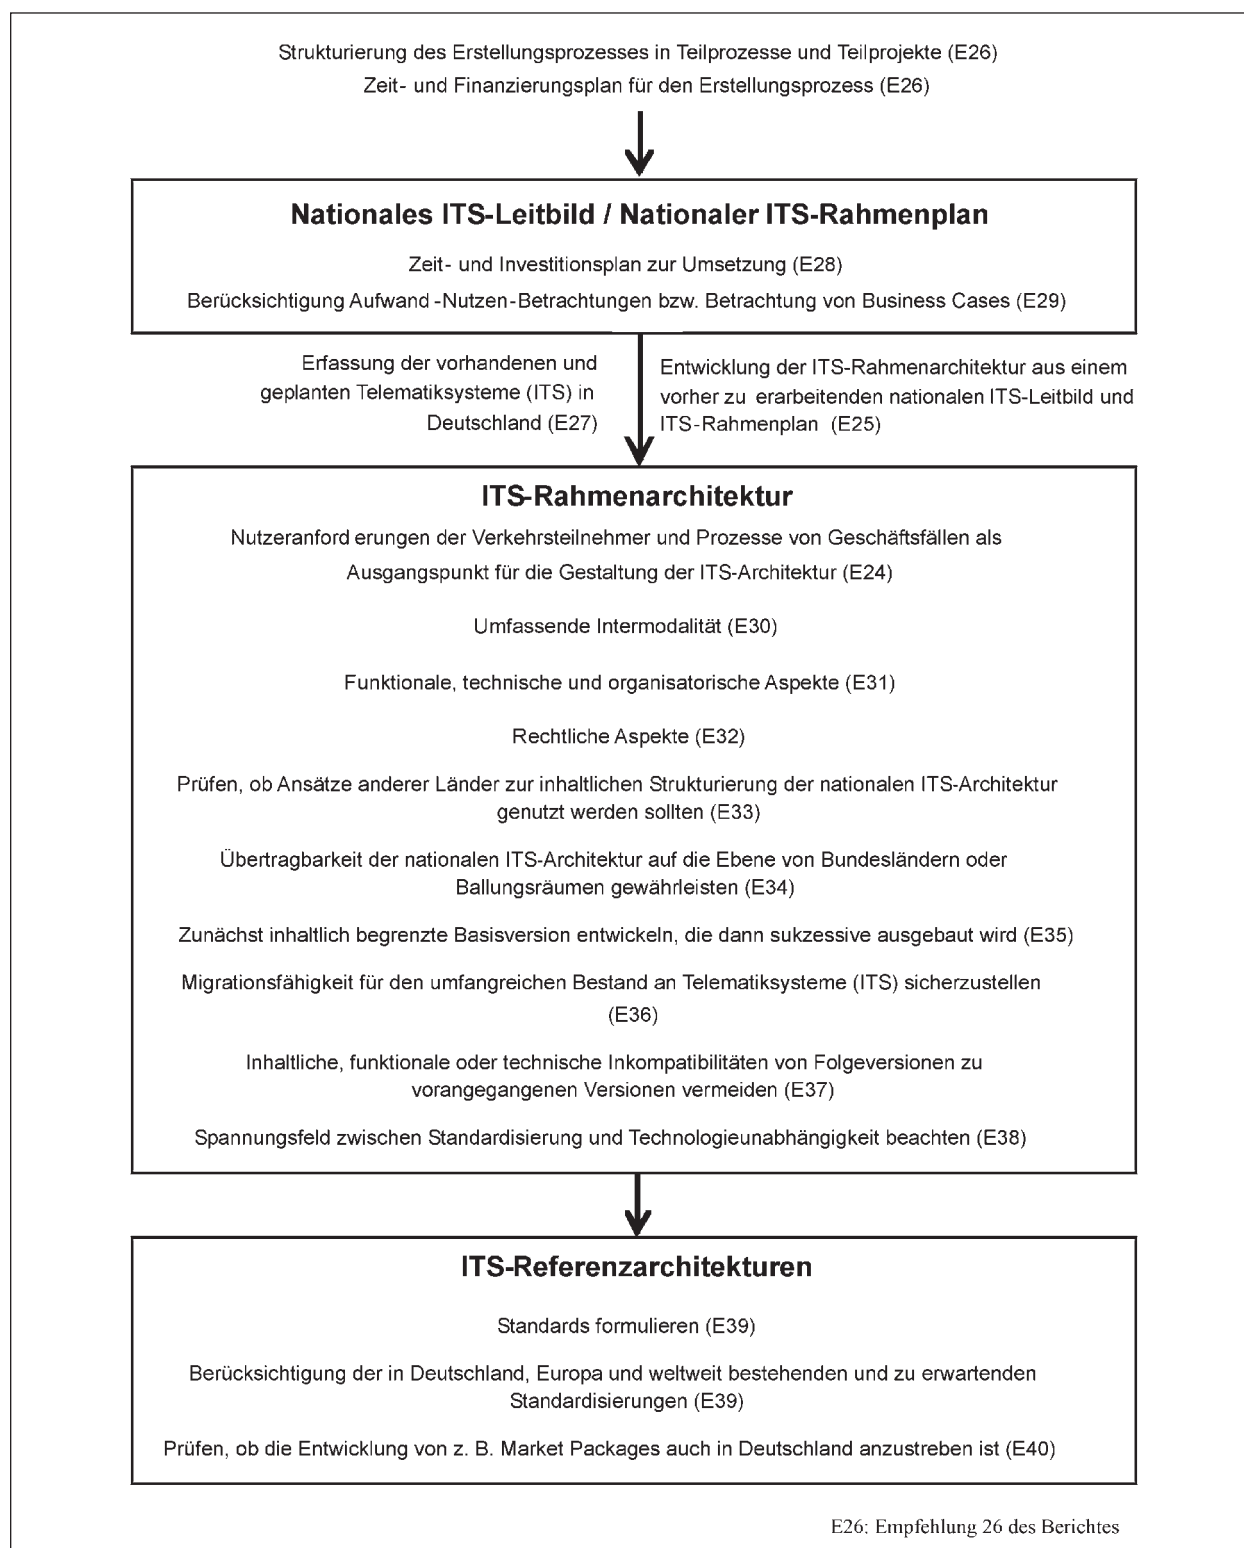 Strukturierung des Erstellungsprozesses in Teilprozesse und Teilprojekte (E26)
Zeit- und Finanzierungsplan für den Erstellungsprozess (E26)
Nationales ITS-Leitbild / Nationaler ITS-Rahmenplan
Zeit- und Investitionsplan zur Umsetzung (E28)
Berücksichtigung Aufwand -Nutzen-Betrachtungen bzw. Betrachtung von Business Cases (E29)
Erfassung der vorhandenen und
geplanten Telematiksysteme (ITS) in
Deutschland (E27)
Entwicklung der ITS-Rahmenarchitektur aus einem
vorher zu erarbeitenden nationalen ITS-Leitbild und
ITS-Rahmenplan (E25)
ITS-Rahmenarchitektur
Nutzeranford erungen der Verkehrsteilnehmer und Prozesse von Geschäftsfällen als
Ausgangspunkt für die Gestaltung der ITS-Architektur (E24)
Umfassende Intermodalität (E30)
Funktionale, technische und organisatorische Aspekte (E31)
Rechtliche Aspekte (E32)
Prüfen, ob Ansätze anderer Länder zur inhaltlichen Strukturierung der nationalen ITS-Architektur
genutzt werden sollten (E33)
Übertragbarkeit der nationalen ITS-Architektur auf die Ebene von Bundesländern oder
Ballungsräumen gewährleisten (E34)
Zunächst inhaltlich begrenzte Basisversion entwickeln, die dann sukzessive ausgebaut wird (E35)
Migrationsfähigkeit für den umfangreichen Bestand an Telematiksysteme (ITS) sicherzustellen
(E36)
Inhaltliche, funktionale oder technische Inkompatibilitäten von Folgeversionen zu
vorangegangenen Versionen vermeiden (E37)
Spannungsfeld zwischen Standardisierung und Technologieunabhängigkeit beachten (E38)
ITS-Referenzarchitekturen
Standards formulieren (E39)
Berücksichtigung der in Deutschland, Europa und weltweit bestehenden und zu erwartenden
Standardisierungen (E39)
Prüfen, ob die Entwicklung von z. B. Market Packages auch in Deutschland anzustreben ist (E40)
E26: Empfehlung 26 des Berichtes